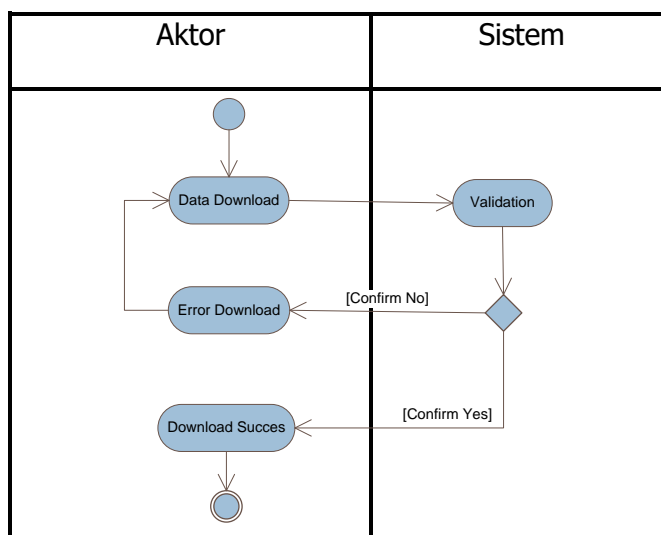 Aktor
Sistem
Data Download
Validation
[Confirm No]
Error Download
[Confirm Yes]
Download Succes